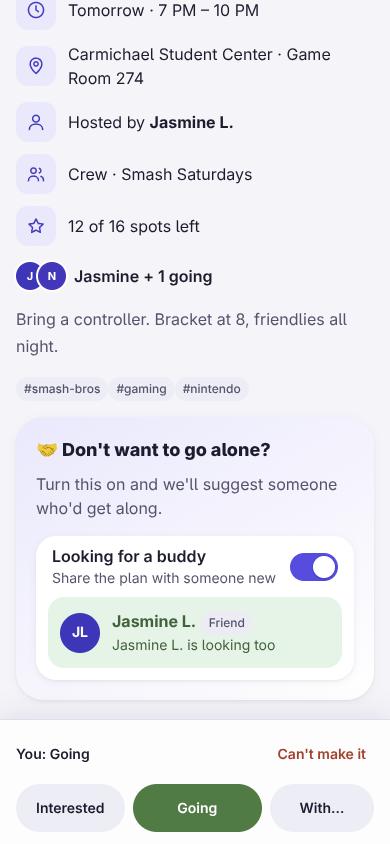 Tomorrow · 7 PM – 10 PM
Carmichael Student Center · Game
Room 274
Hosted by Jasmine L.
Crew · Smash Saturdays
12 of 16 spots left
J N Jasmine + 1 going
Bring a controller. Bracket at 8, friendlies all
night.
#smash-bros #gaming #nintendo
🤝 Don't want to go alone?
Turn this on and we'll suggest someone
who'd get along.
Looking for a buddy
Share the plan with someone new
JL
Jasmine L. Friend
Jasmine L. is looking too
You: Going Can't make it
Interested Going With...